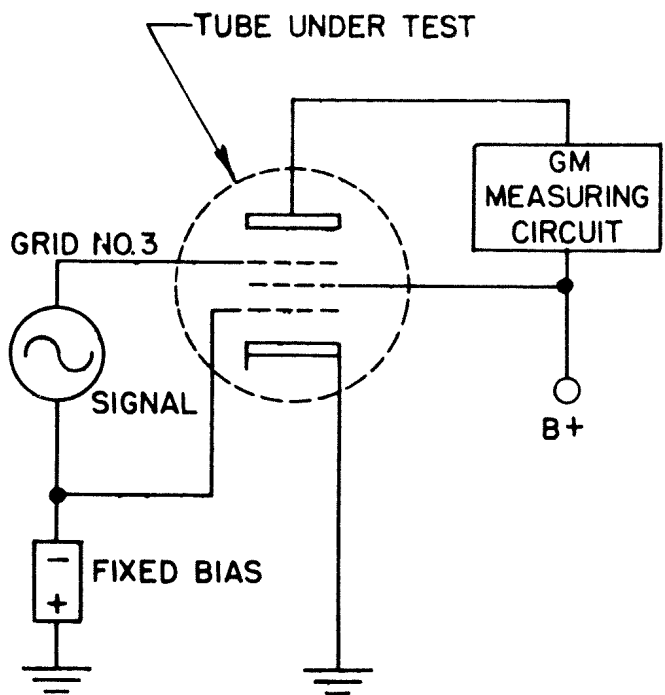 TUBE UNDER TEST
GM
MEASURING
CIRCUIT
GRID NO.3
SIGNAL
B+
−
FIXED BIAS
+